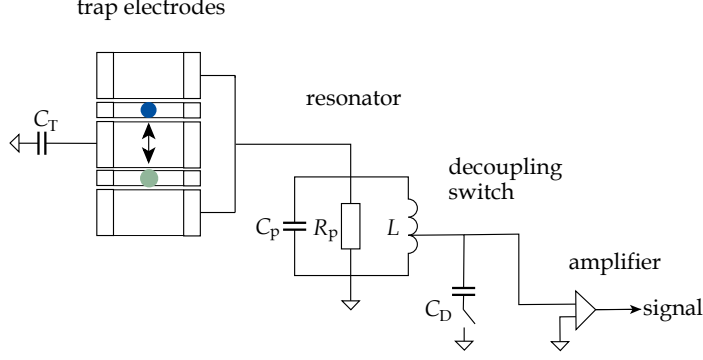 trap electrodes
resonator
C_T
decoupling
switch
C_p
R_p
L
amplifier
C_D
signal